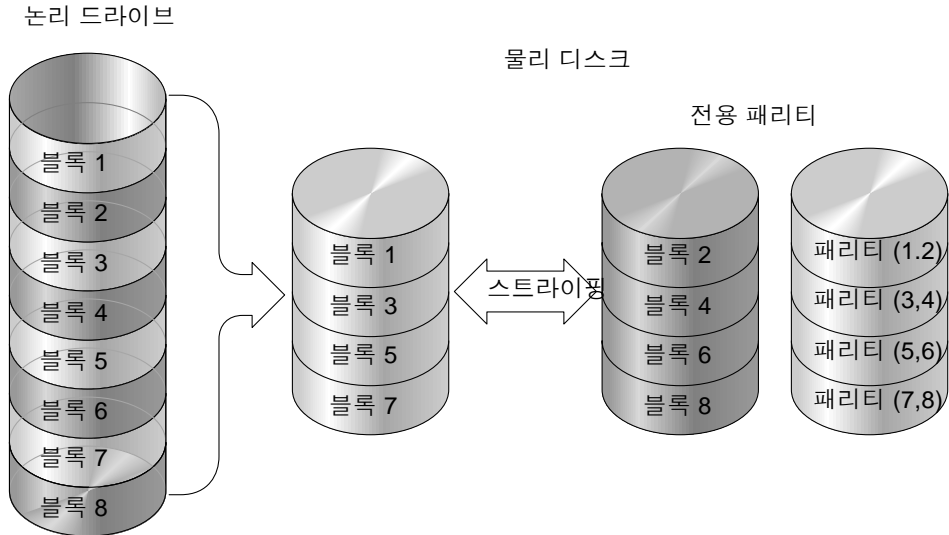 논리 드라이브
물리 디스크
전용 패리티
블록 1
블록 2
블록 3
블록 4
블록 5
블록 6
블록 7
블록 8
블록 1
블록 3
블록 5
블록 7
스트라이핑
블록 2
블록 4
블록 6
블록 8
패리티 (1.2)
패리티 (3,4)
패리티 (5,6)
패리티 (7,8)